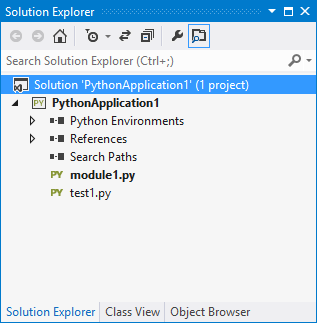 Solution Explorer
Search Solution Explorer (Ctrl+;)
Solution 'PythonApplication1' (1 project)
PY PythonApplication1
Python Environments
References
Search Paths
PY module1.py
PY test1.py
Solution Explorer Class View Object Browser